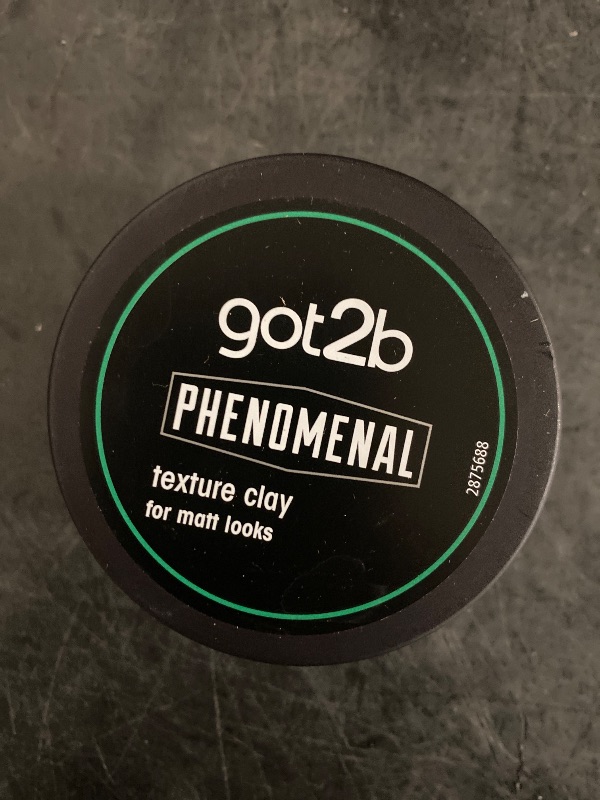 got2b
PHENOMENAL
texture clay
for matt looks
2875688